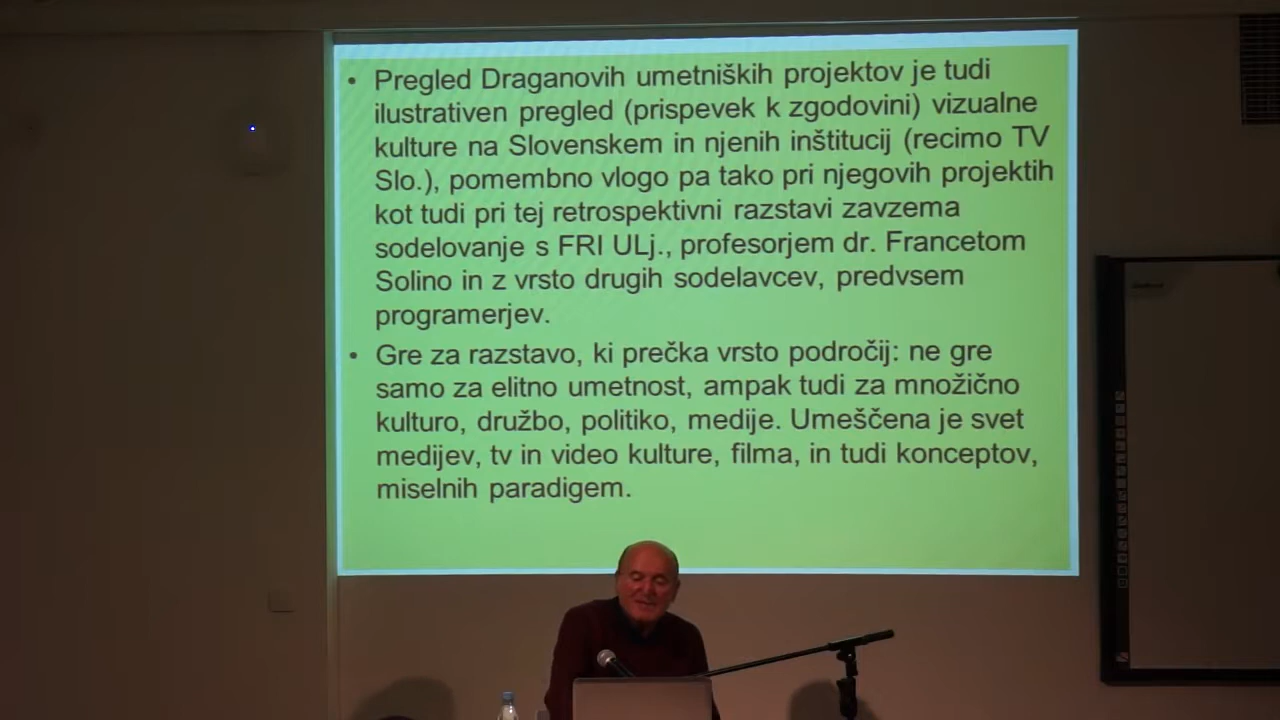 • Pregled Draganovih umetniških projektov je tudi
ilustrativen pregled (prispevek k zgodovini) vizualne
kulture na Slovenskem in njenih inštitucij (recimo TV
Slo.), pomembno vlogo pa tako pri njegovih projektih
kot tudi pri tej retrospektivni razstavi zavzema
sodelovanje s FRI ULj., profesorjem dr. Francetom
Solino in z vrsto drugih sodelavcev, predvsem
programerjev.
• Gre za razstavo, ki prečka vrsto področij: ne gre
samo za elitno umetnost, ampak tudi za množično
kulturo, družbo, politiko, medije. Umeščena je svet
medijev, tv in video kulture, filma, in tudi konceptov,
miselnih paradigem.